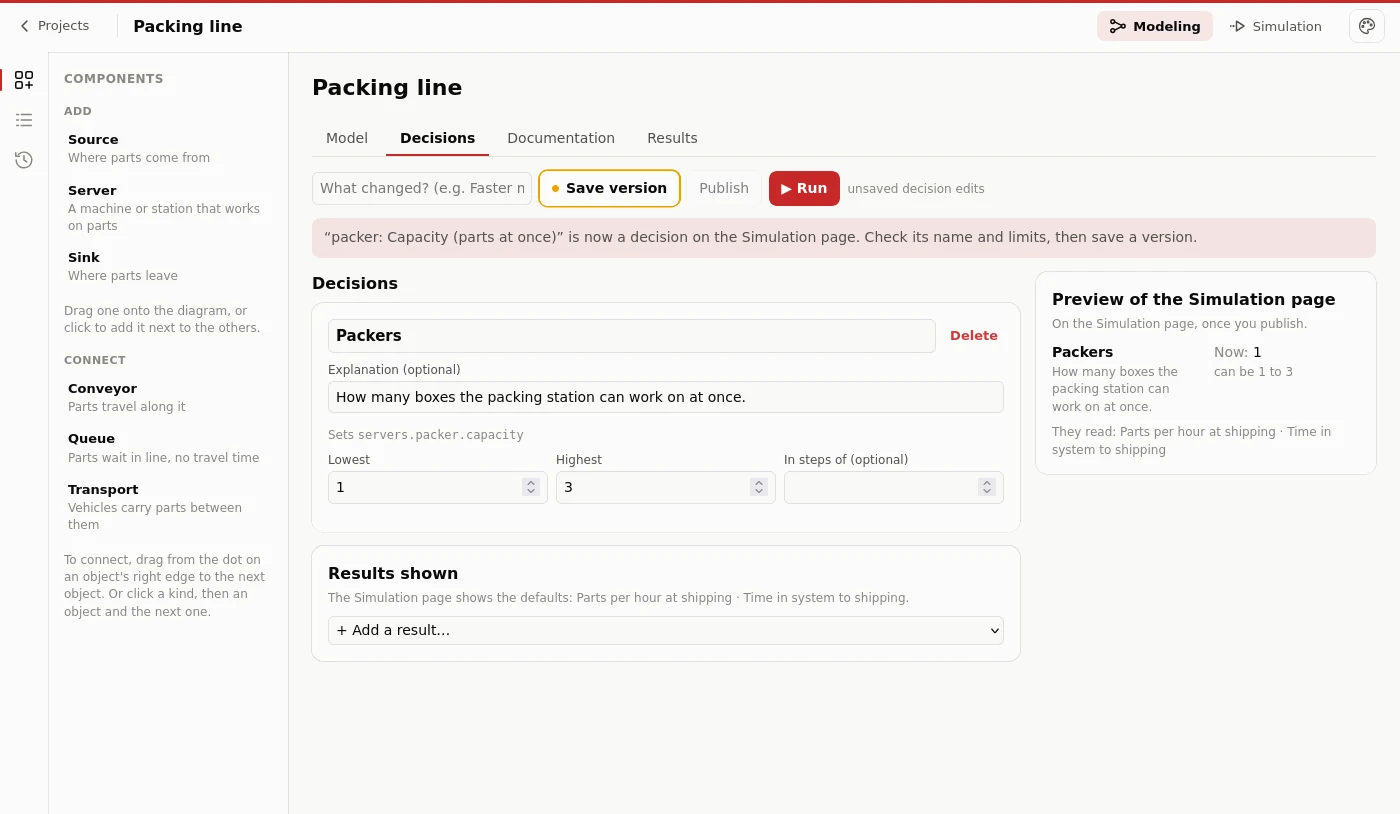 Projects
Packing line
Modeling
Simulation
COMPONENTS
ADD
Source
Where parts come from
Server
A machine or station that works
on parts
Sink
Where parts leave
Drag one onto the diagram, or
click to add it next to the others.
CONNECT
Conveyor
Parts travel along it
Queue
Parts wait in line, no travel time
Transport
Vehicles carry parts between
them
To connect, drag from the dot on
an object's right edge to the next
object. Or click a kind, then an
object and the next one.
Packing line
Model
Decisions
Documentation
Results
What changed? (e.g. Faster n
Save version
Publish
▶ Run
unsaved decision edits
“packer: Capacity (parts at once)” is now a decision on the Simulation page. Check its name and limits, then save a version.
Decisions
Packers
Delete
Explanation (optional)
How many boxes the packing station can work on at once.
Sets servers.packer.capacity
Lowest
Highest
In steps of (optional)
1
3
Results shown
The Simulation page shows the defaults: Parts per hour at shipping · Time in system to shipping.
+ Add a result…
Preview of the Simulation page
On the Simulation page, once you publish.
Packers
Now: 1
How many boxes the
packing station can
work on at once.
can be 1 to 3
They read: Parts per hour at shipping · Time in
system to shipping